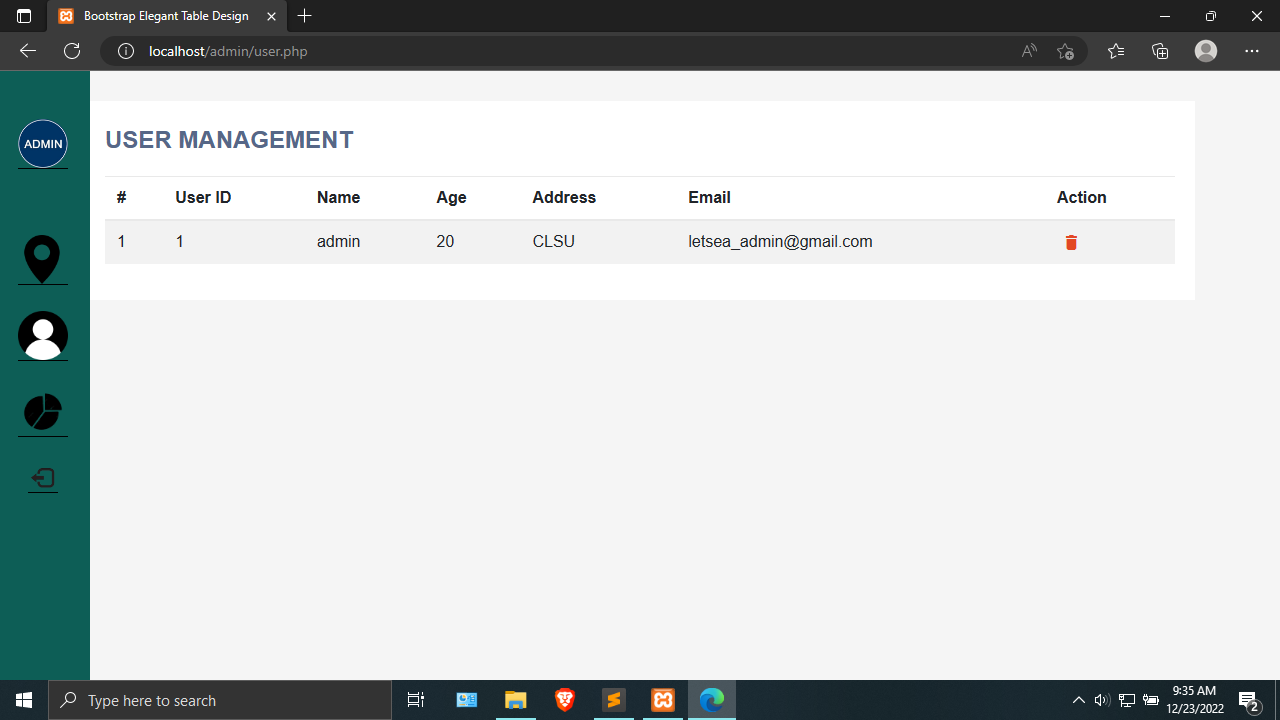 Bootstrap Elegant Table Design
localhost/admin/user.php
ADMIN
USER MANAGEMENT
# User ID Name Age Address Email Action
1 1 admin 20 CLSU letsea_admin@gmail.com
Type here to search
9:35 AM
12/23/2022
2